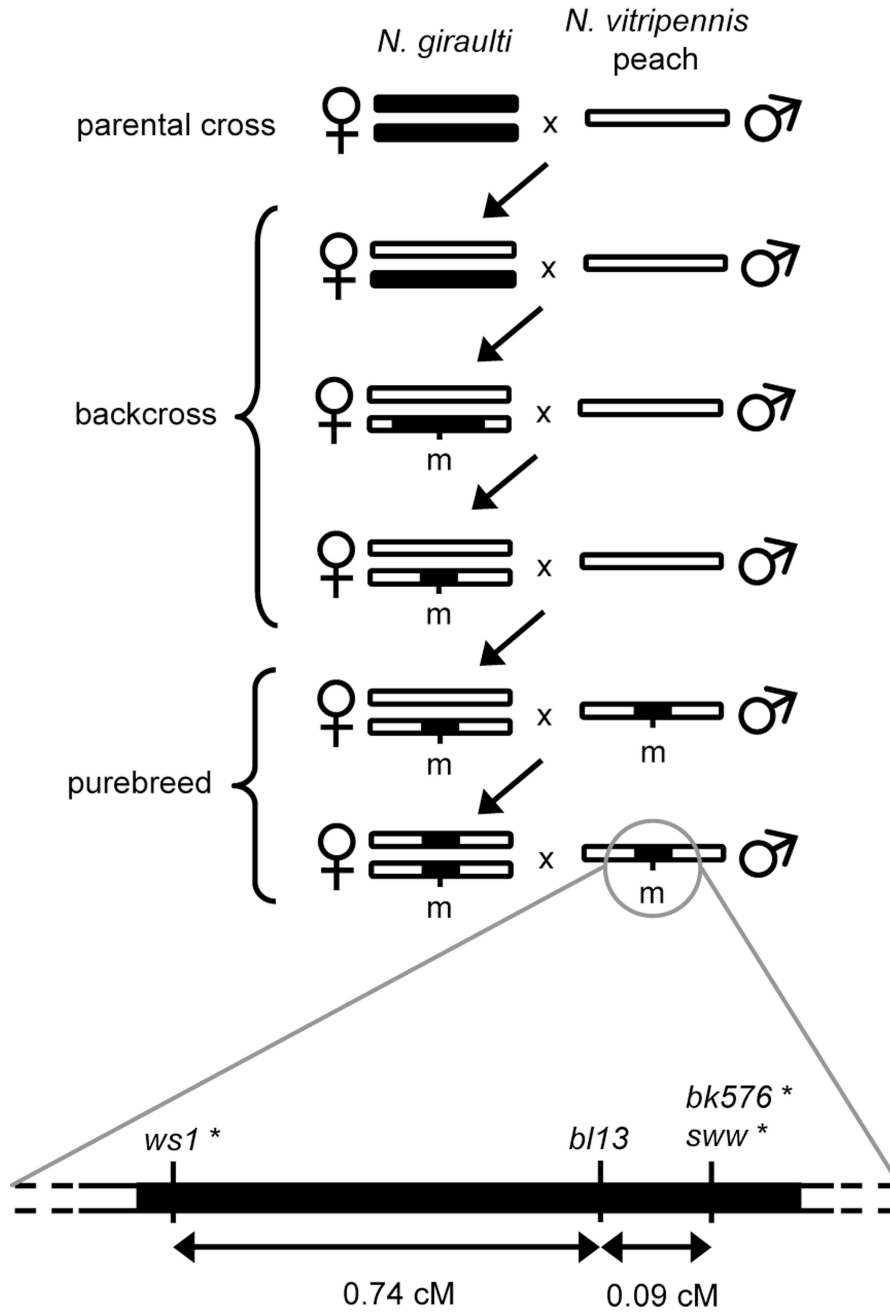 N. giraulti
N. vitripennis
peach
parental cross
x
x
backcross
x
m
x
m
purebreed
x
m
m
x
m
m
ws1 *
bl13
bk576 *
sww *
0.74 cM
0.09 cM